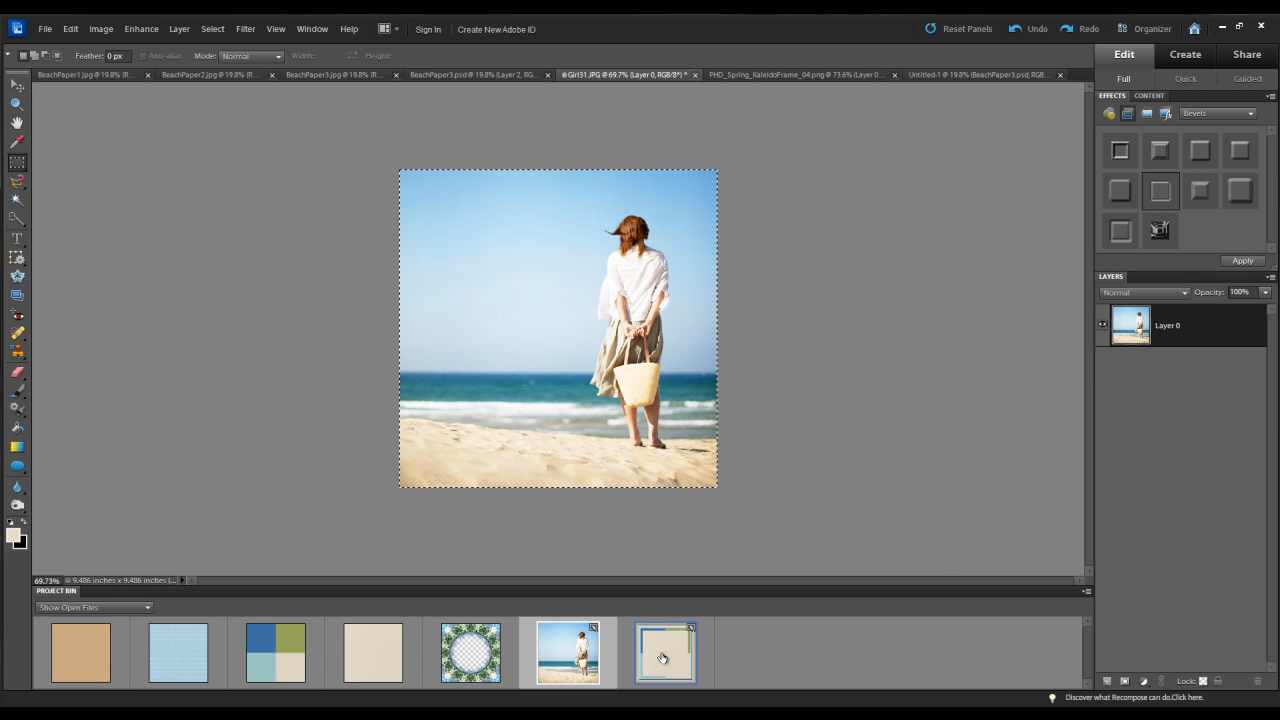 File Edit Image Enhance Layer Select Filter View Window Help Sign In Create New Adobe ID Reset Panels Undo Redo Organizer
Feather: 0 px Anti-alias Mode: Normal Width: Height: Edit Create Share
BeachPaper1.jpg @ 19.8% (R... BeachPaper2.jpg @ 19.8% (R... BeachPaper3.jpg @ 19.8% (R... BeachPaper3.psd @ 19.8% (Layer 2, RG... Girl31.JPG @ 69.7% (Layer 0, RGB/8*) * PHD_Spring_KaleidoFrame_04.png @ 73.6% (Layer 0... Untitled-1 @ 19.8% (BeachPaper3.psd, RGB...
Full Quick Guided
EFFECTS CONTENT
Bevels
Apply
LAYERS
Normal Opacity: 100%
Layer 0
69.73% 9.486 inches x 9.486 inches (...
PROJECT BIN
Show Open Files
Lock:
Discover what Recompose can do.Click here.